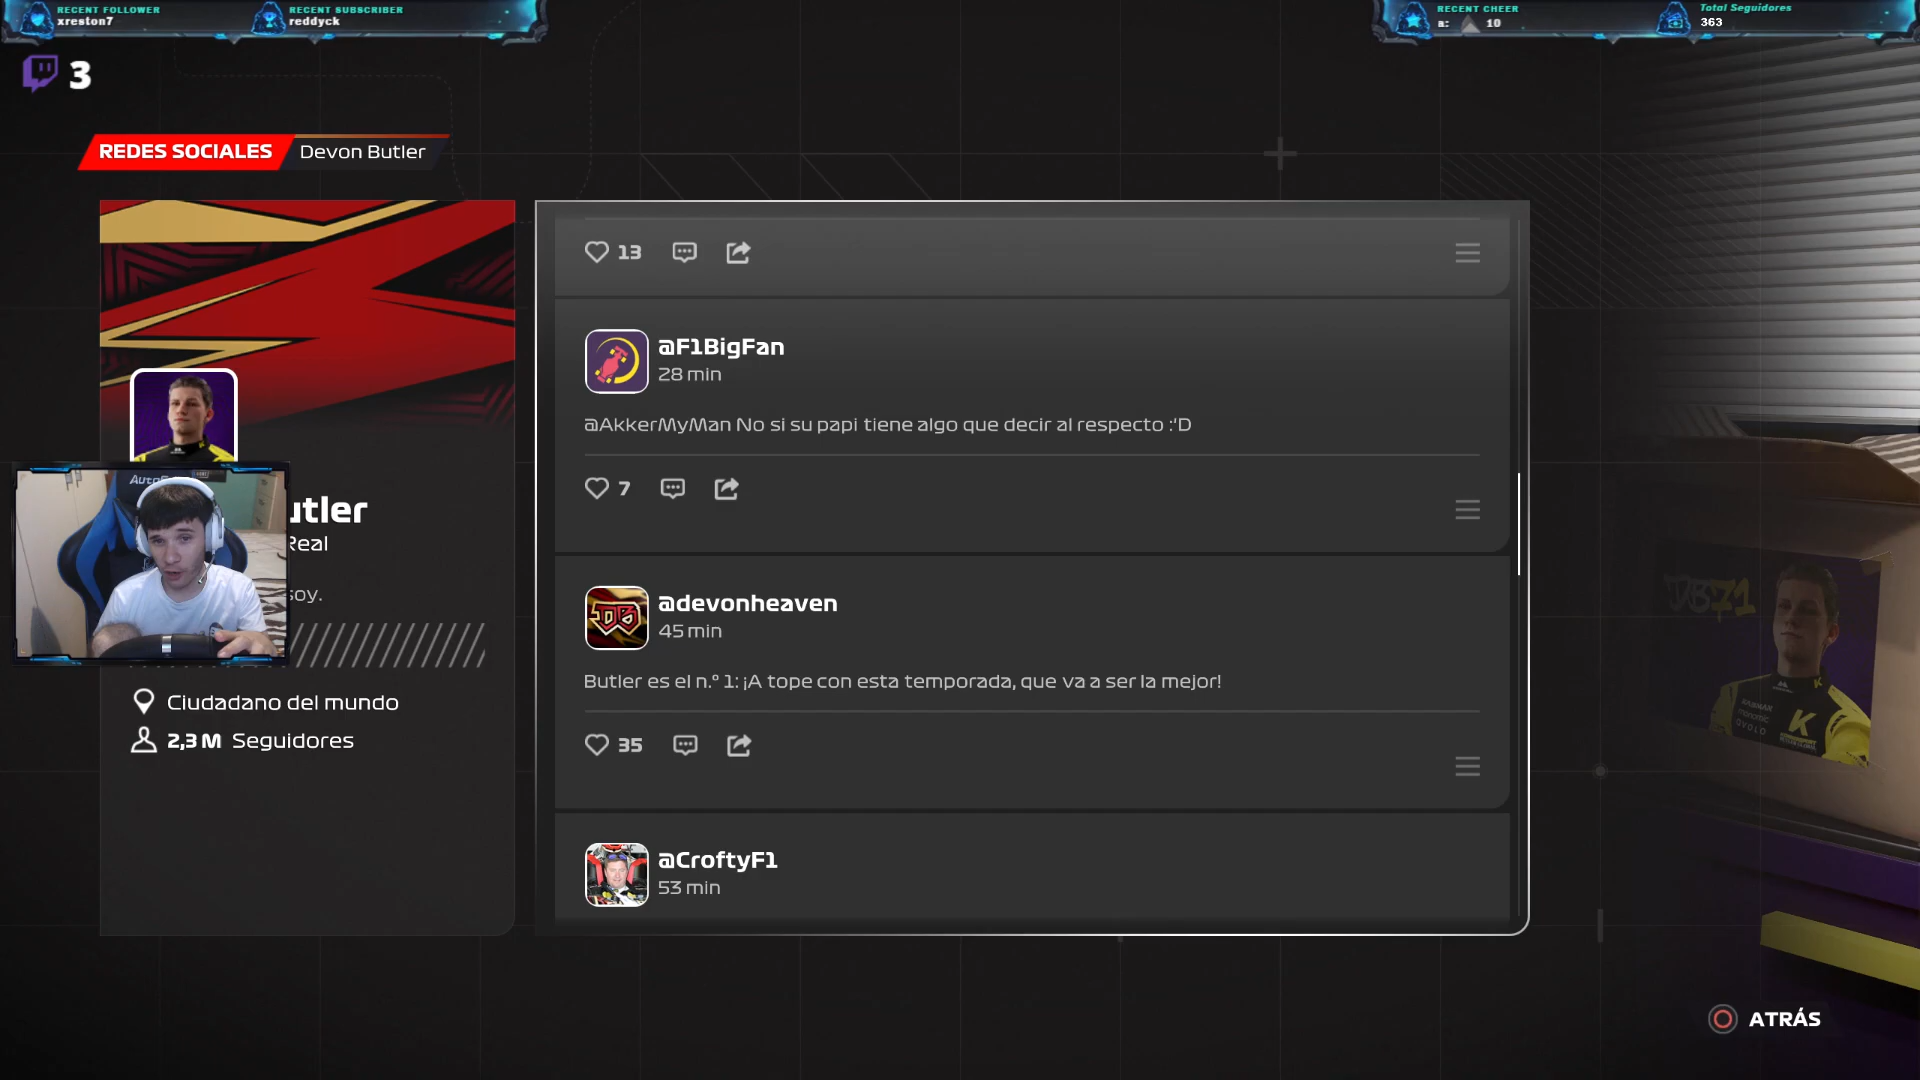 RECENT FOLLOWER
xreston7
RECENT SUBSCRIBER
reddyck
RECENT CHEER
a: 10
Total Seguidores
363
3
REDES SOCIALES
Devon Butler
13
@F1BigFan
28 min
@AkkerMyMan No si su papi tiene algo que decir al respecto :'D
7
@devonheaven
45 min
Butler es el n.º 1: ¡A tope con esta temporada, que va a ser la mejor!
35
@CroftyF1
53 min
utler
Real
soy.
Ciudadano del mundo
2,3 M Seguidores
DB71
K
ATRÁS